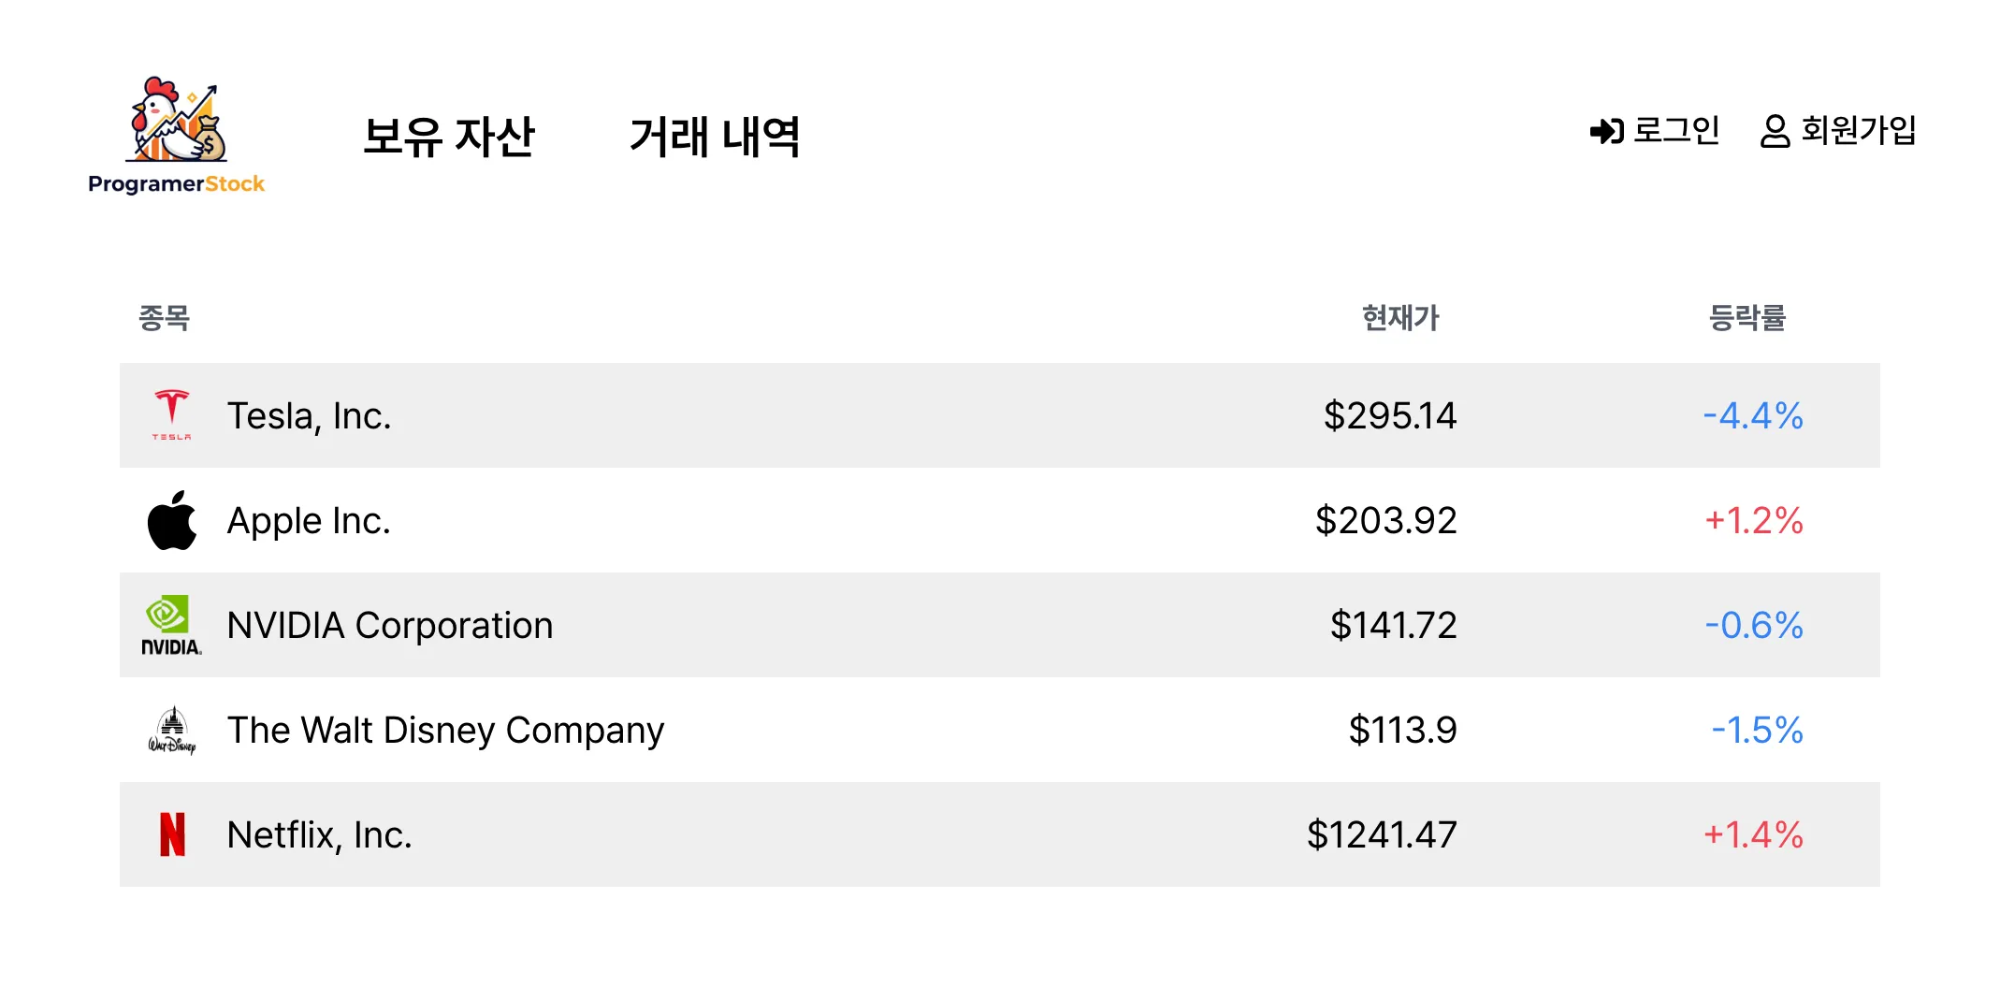 보유 자산 거래 내역 로그인 회원가입
ProgramerStock
종목 현재가 등락률
TESLA Tesla, Inc. $295.14 -4.4%
Apple Inc. $203.92 +1.2%
NVIDIA. NVIDIA Corporation $141.72 -0.6%
WALT DISNEY The Walt Disney Company $113.9 -1.5%
N Netflix, Inc. $1241.47 +1.4%